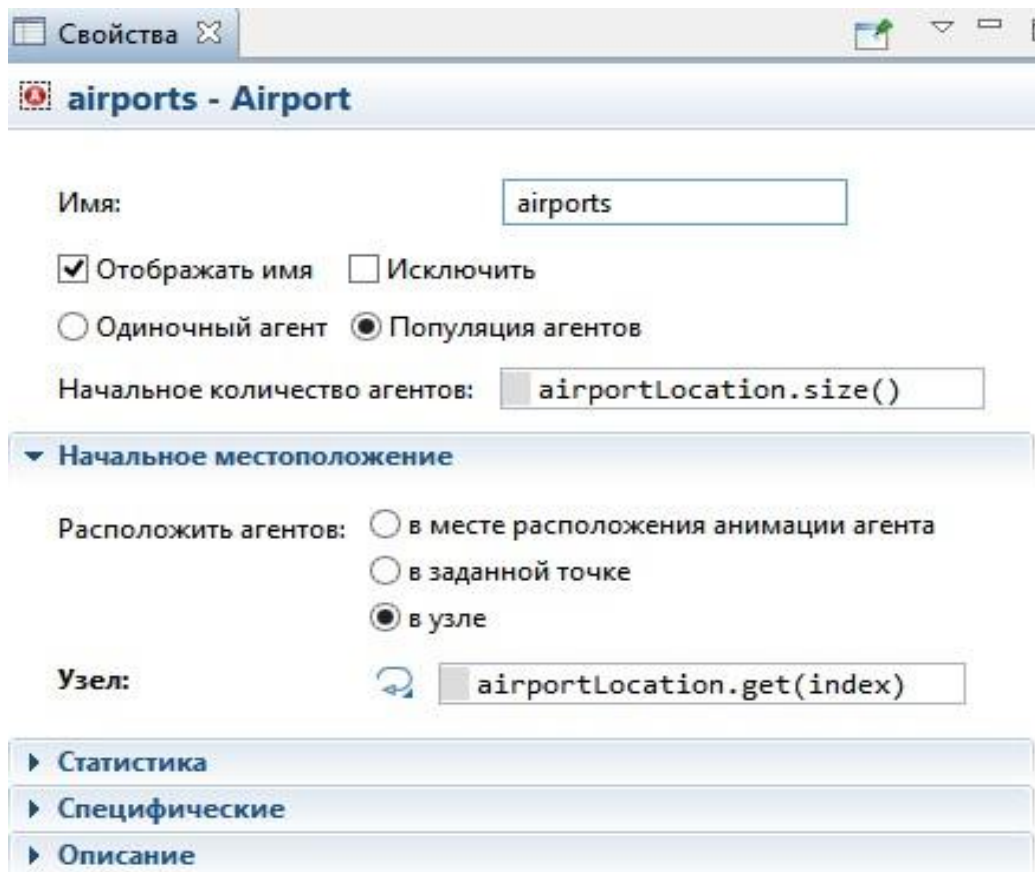 Свойства
airports - Airport
Имя: airports
Отображать имя Исключить
Одиночный агент Популяция агентов
Начальное количество агентов: airportLocation.size()
Начальное местоположение
Расположить агентов: в месте расположения анимации агента
в заданной точке
в узле
Узел: airportLocation.get(index)
Статистика
Специфические
Описание